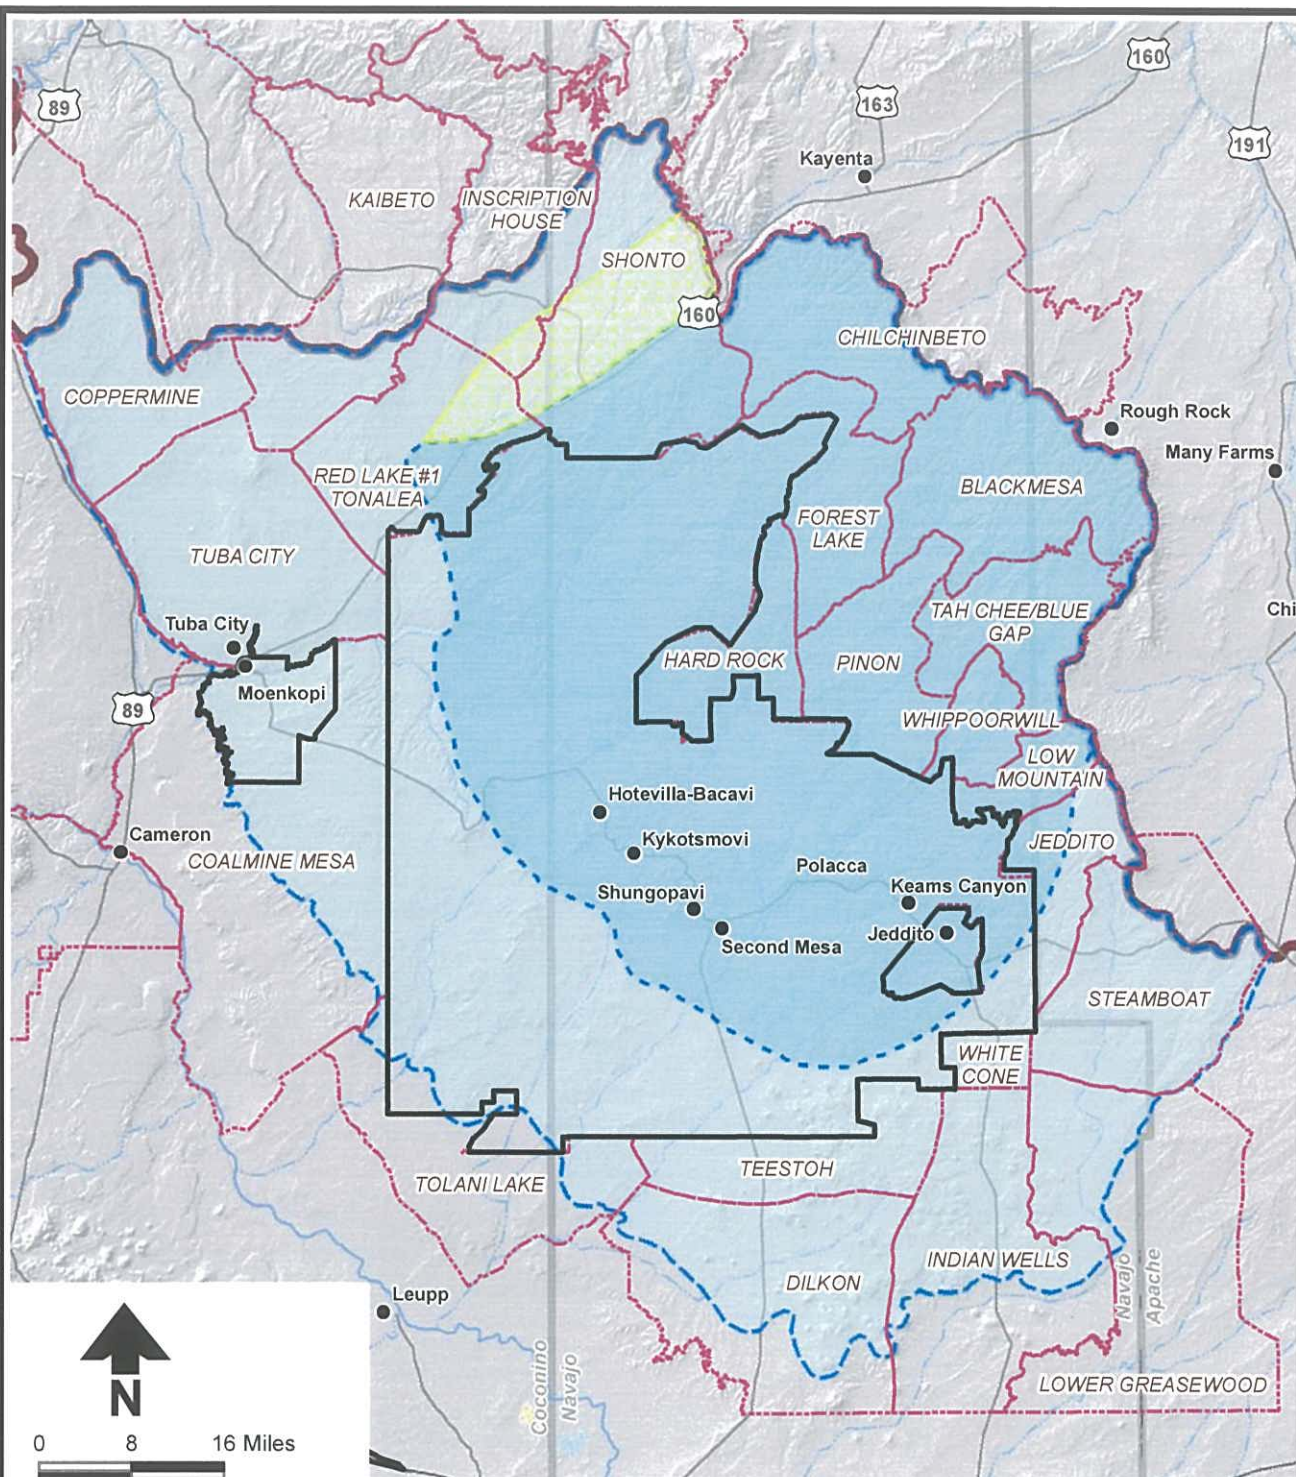 160
89
163
191
Kayenta
KAIBETO
INSCRIPTION
HOUSE
SHONTO
160
CHILCHINBETO
COPPERMINE
Rough Rock
Many Farms
RED LAKE #1
TONALEA
BLACKMESA
FOREST
LAKE
TUBA CITY
Tuba City
TAH CHEE/BLUE
GAP
Chi
HARD ROCK
PINON
Moenkopi
89
WHIPPOORWILL
LOW
MOUNTAIN
Hotevilla-Bacavi
Cameron
Kykotsmovi
JEDDITO
COALMINE MESA
Polacca
Keams Canyon
Shungopavi
Jeddito
Second Mesa
STEAMBOAT
WHITE
CONE
TEESTOH
TOLANI LAKE
INDIAN WELLS
DILKON
Navajo
Apache
Leupp
Coconino
Navajo
N
LOWER GREASEWOOD
0 8 16 Miles